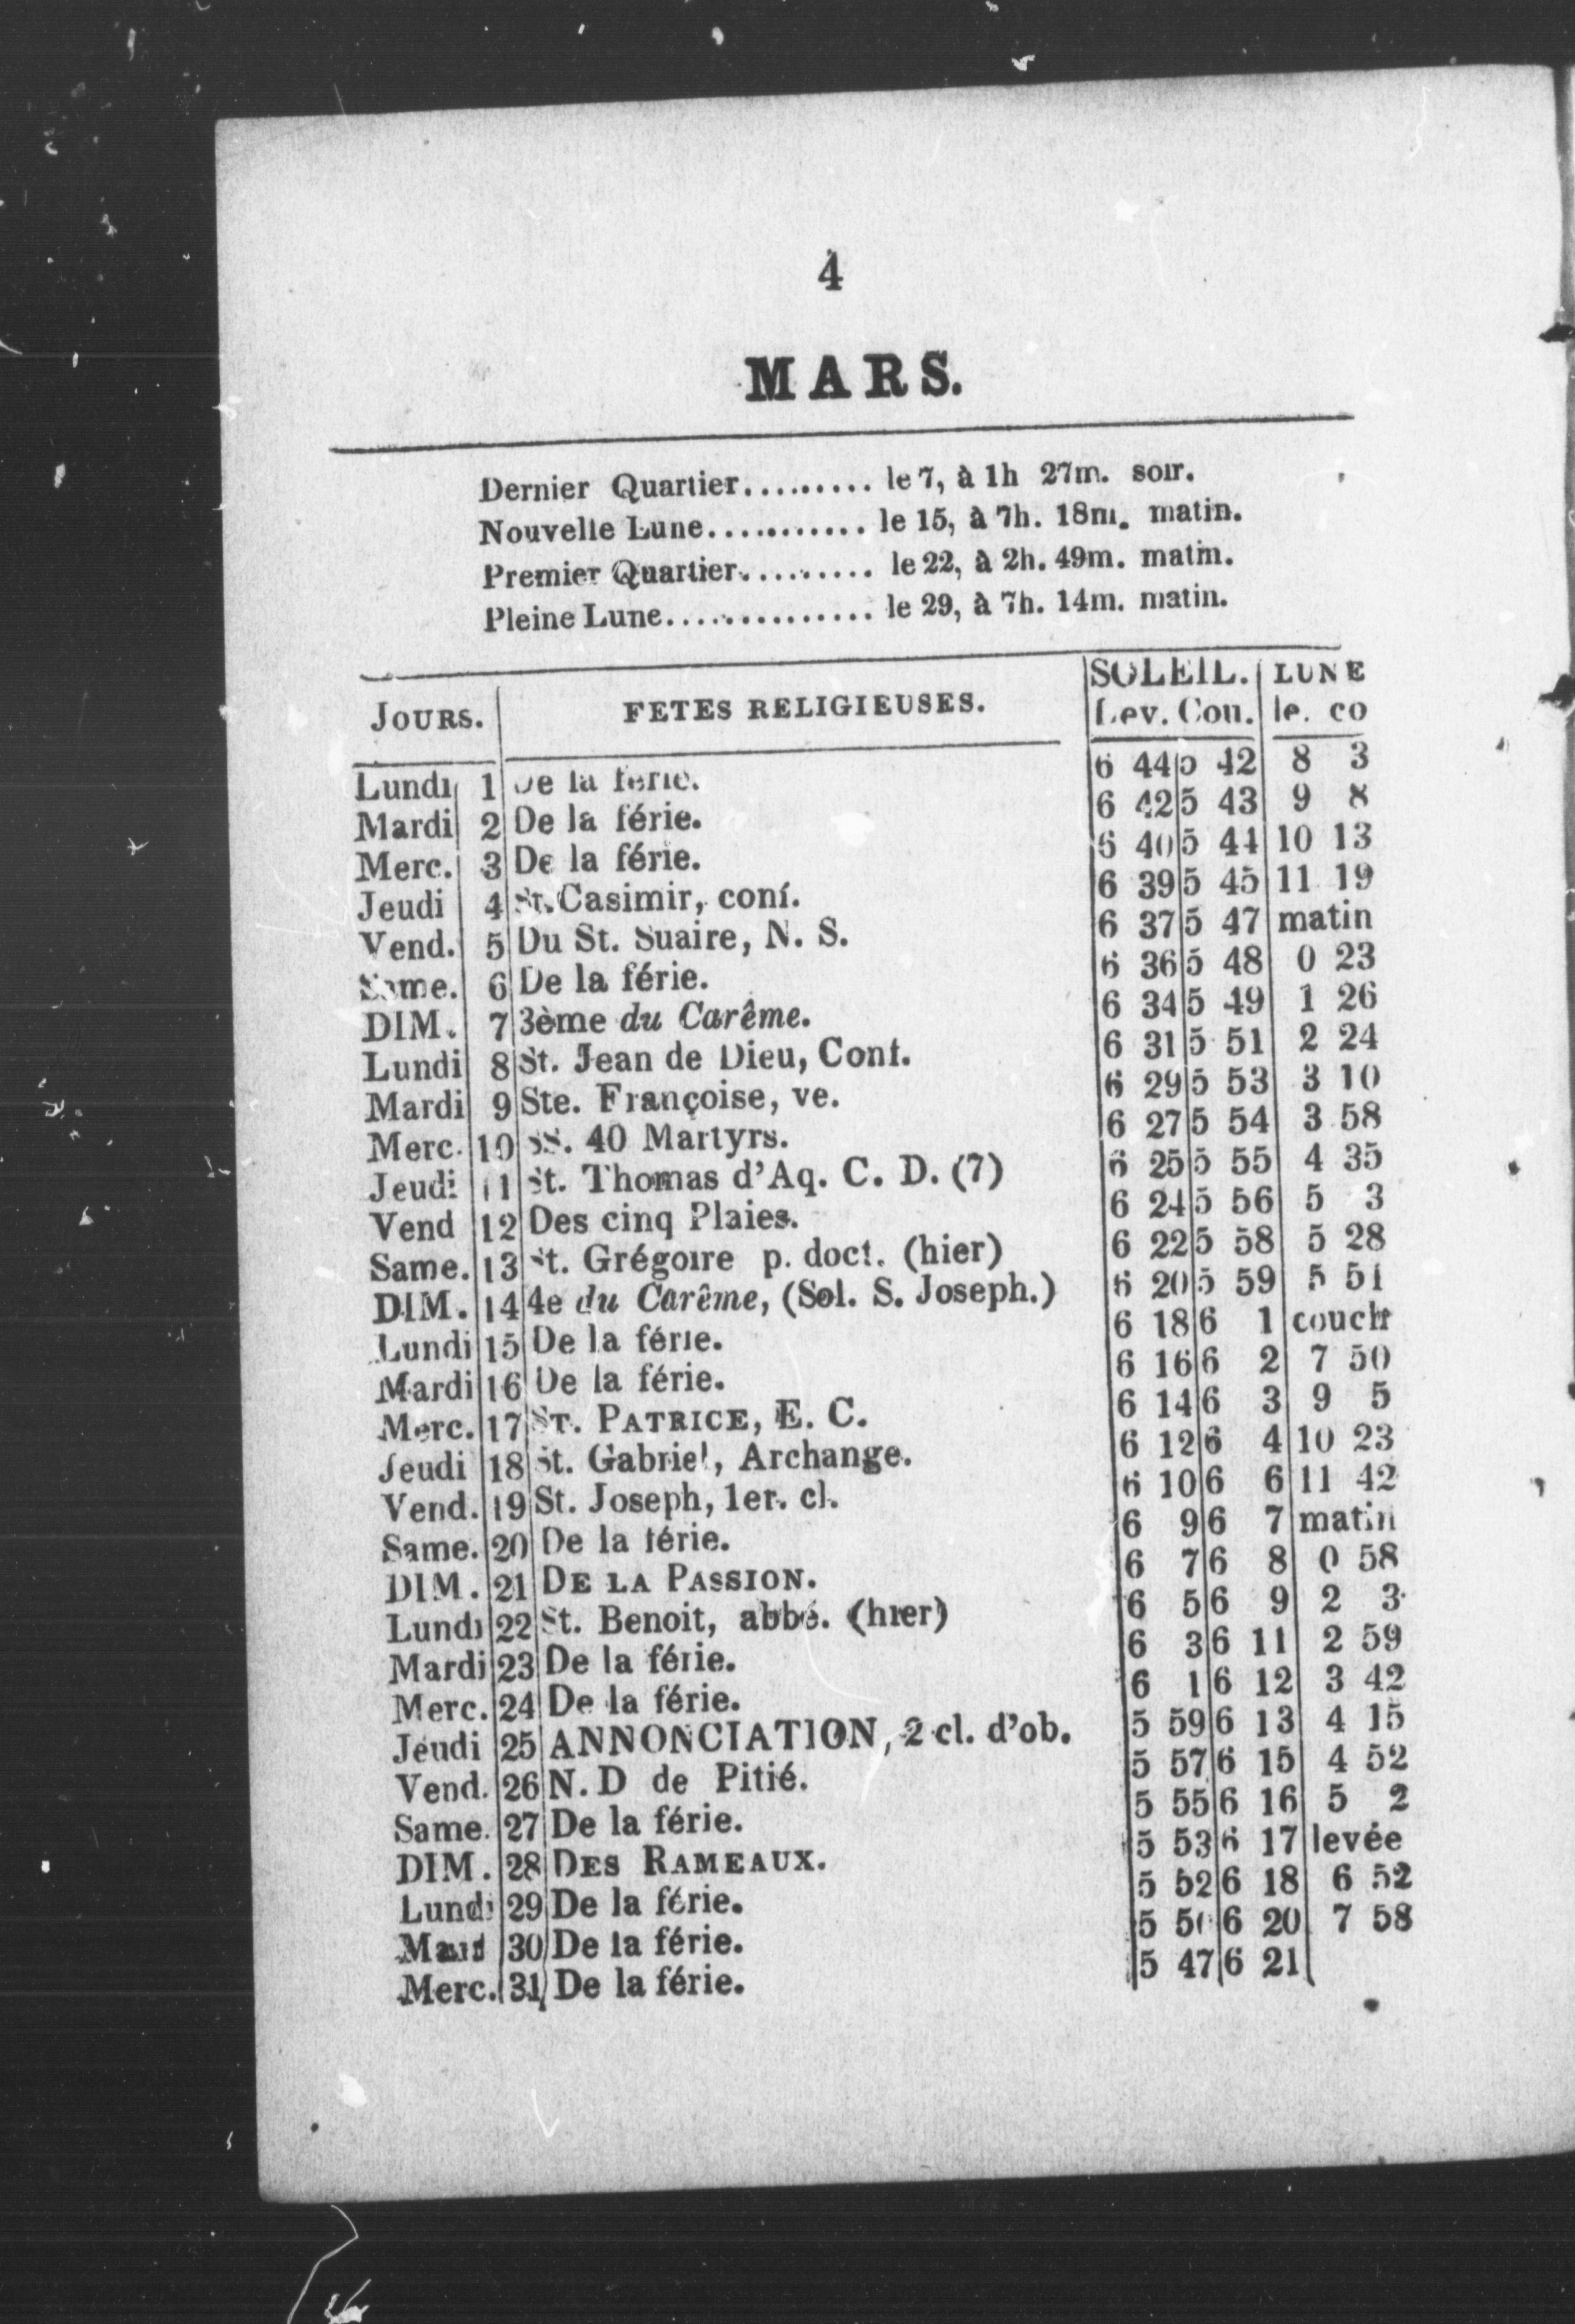 4
MARS.
Dernier Quartier......... le 7, à 1h 27m. soir.
Nouvelle Lune........... le 15, à 7h. 18m. matin.
Premier Quartier......... le 22, à 2h. 49m. matin.
Pleine Lune.............. le 29, à 7h. 14m. matin.
JOURS. FETES RELIGIEUSES. SOLEIL. Lev. Cou. LUNE le. co
Lundi 1 De la férie. 6 44 5 42 8 3
Mardi 2 De la férie. 6 42 5 43 9 8
Merc. 3 De la férie. 6 40 5 44 10 13
Jeudi 4 St. Casimir, conf. 6 39 5 45 11 19
Vend. 5 Du St. Suaire, N. S. 6 37 5 47 matin
Same. 6 De la férie. 6 36 5 48 0 23
DIM. 7 3ème du Carême. 6 34 5 49 1 26
Lundi 8 St. Jean de Dieu, Conf. 6 31 5 51 2 24
Mardi 9 Ste. Françoise, ve. 6 29 5 53 3 10
Merc. 10 SS. 40 Martyrs. 6 27 5 54 3 58
Jeudi 11 St. Thomas d'Aq. C. D. (7) 6 25 5 55 4 35
Vend 12 Des cinq Plaies. 6 24 5 56 5 3
Same. 13 St. Grégoire p. doct. (hier) 6 22 5 58 5 28
DIM. 14 4e du Carême, (Sol. S. Joseph.) 6 20 5 59 5 51
Lundi 15 De la férie. 6 18 6 1 couch
Mardi 16 De la férie. 6 16 6 2 7 50
Merc. 17 ST. PATRICE, E. C. 6 14 6 3 9 5
Jeudi 18 St. Gabriel, Archange. 6 12 6 4 10 23
Vend. 19 St. Joseph, 1er. cl. 6 10 6 6 11 42
Same. 20 De la férie. 6 9 6 7 matin
DIM. 21 DE LA PASSION. 6 7 6 8 0 58
Lundi 22 St. Benoit, abbé. (hier) 6 5 6 9 2 3
Mardi 23 De la férie. 6 3 6 11 2 59
Merc. 24 De la férie. 6 1 6 12 3 42
Jeudi 25 ANNONCIATION, 2 cl. d'ob. 5 59 6 13 4 15
Vend. 26 N. D de Pitié. 5 57 6 15 4 52
Same. 27 De la férie. 5 55 6 16 5 2
DIM. 28 DES RAMEAUX. 5 53 6 17 levée
Lundi 29 De la férie. 5 52 6 18 6 52
Mardi 30 De la férie. 5 50 6 20 7 58
Merc. 31 De la férie. 5 47 6 21